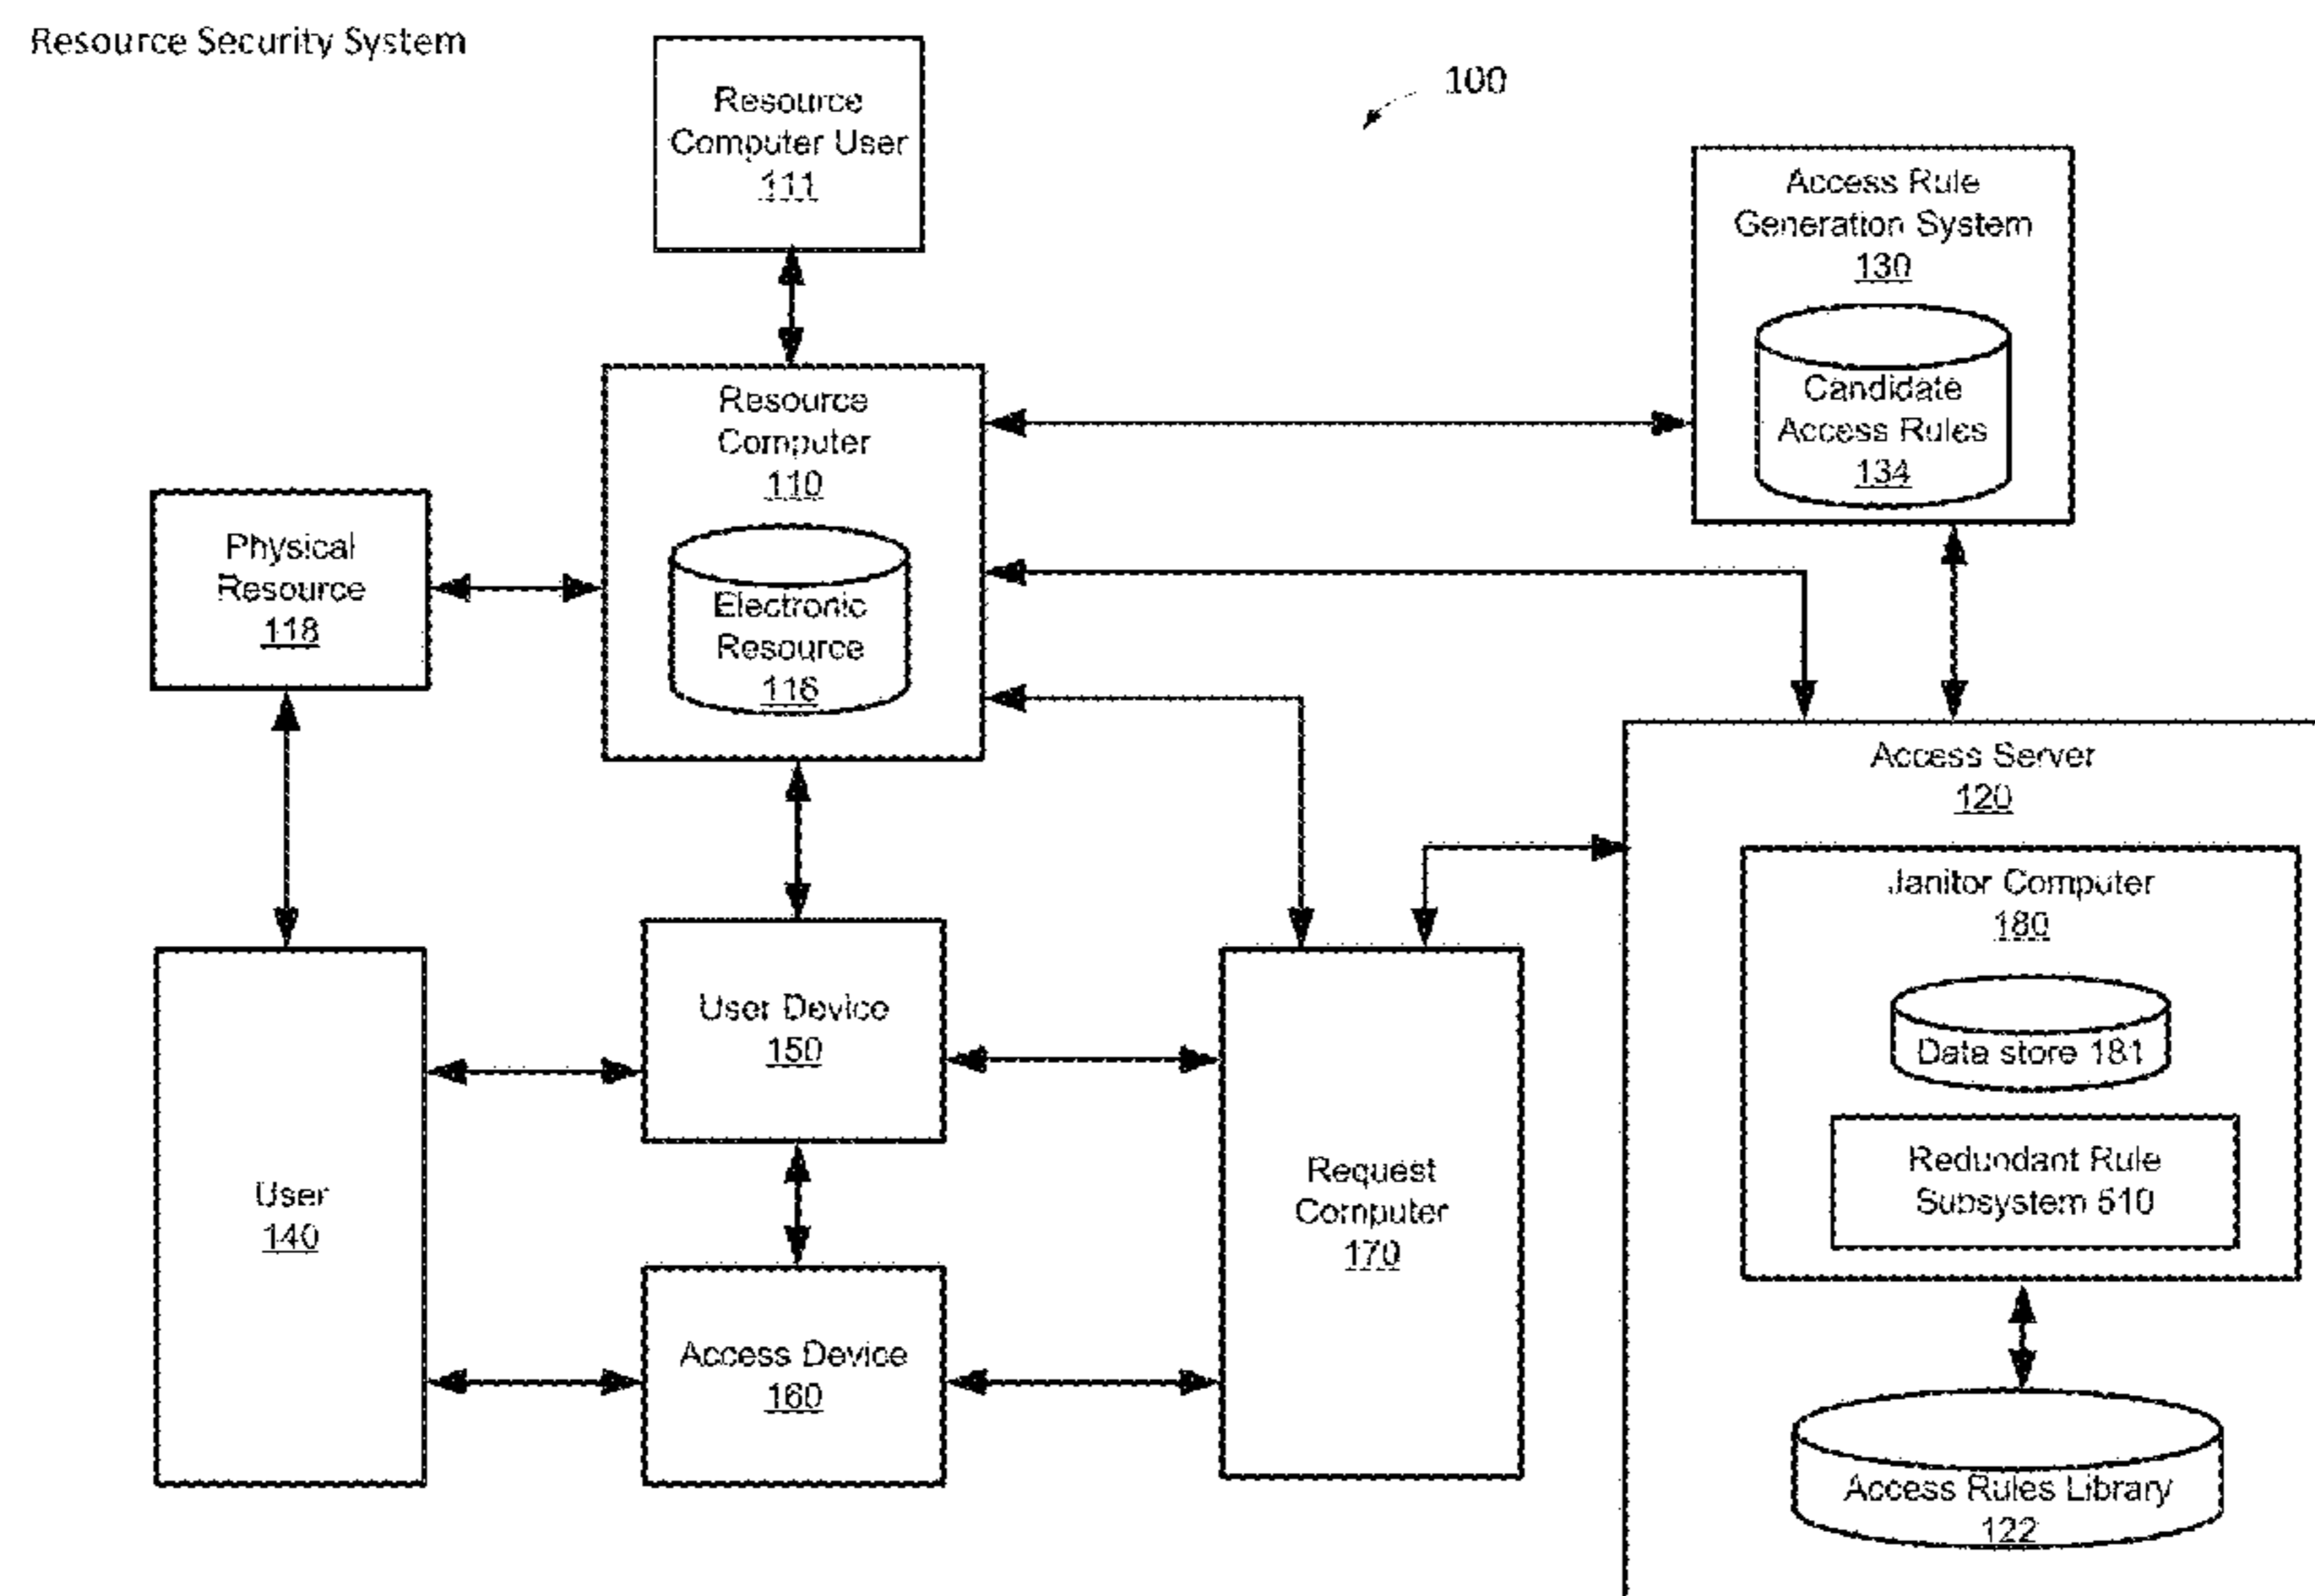 Resource Security System
100
Resource
Computer User
111
Access Rule
Generation System
130
Candidate
Access Rules
134
Resource
Computer
110
Electronic
Resource
116
Physical
Resource
118
Access Server
120
Janitor Computer
180
Data store 181
Redundant Rule
Subsystem 510
Access Rules Library
122
User Device
150
User
140
Request
Computer
170
Access Device
160